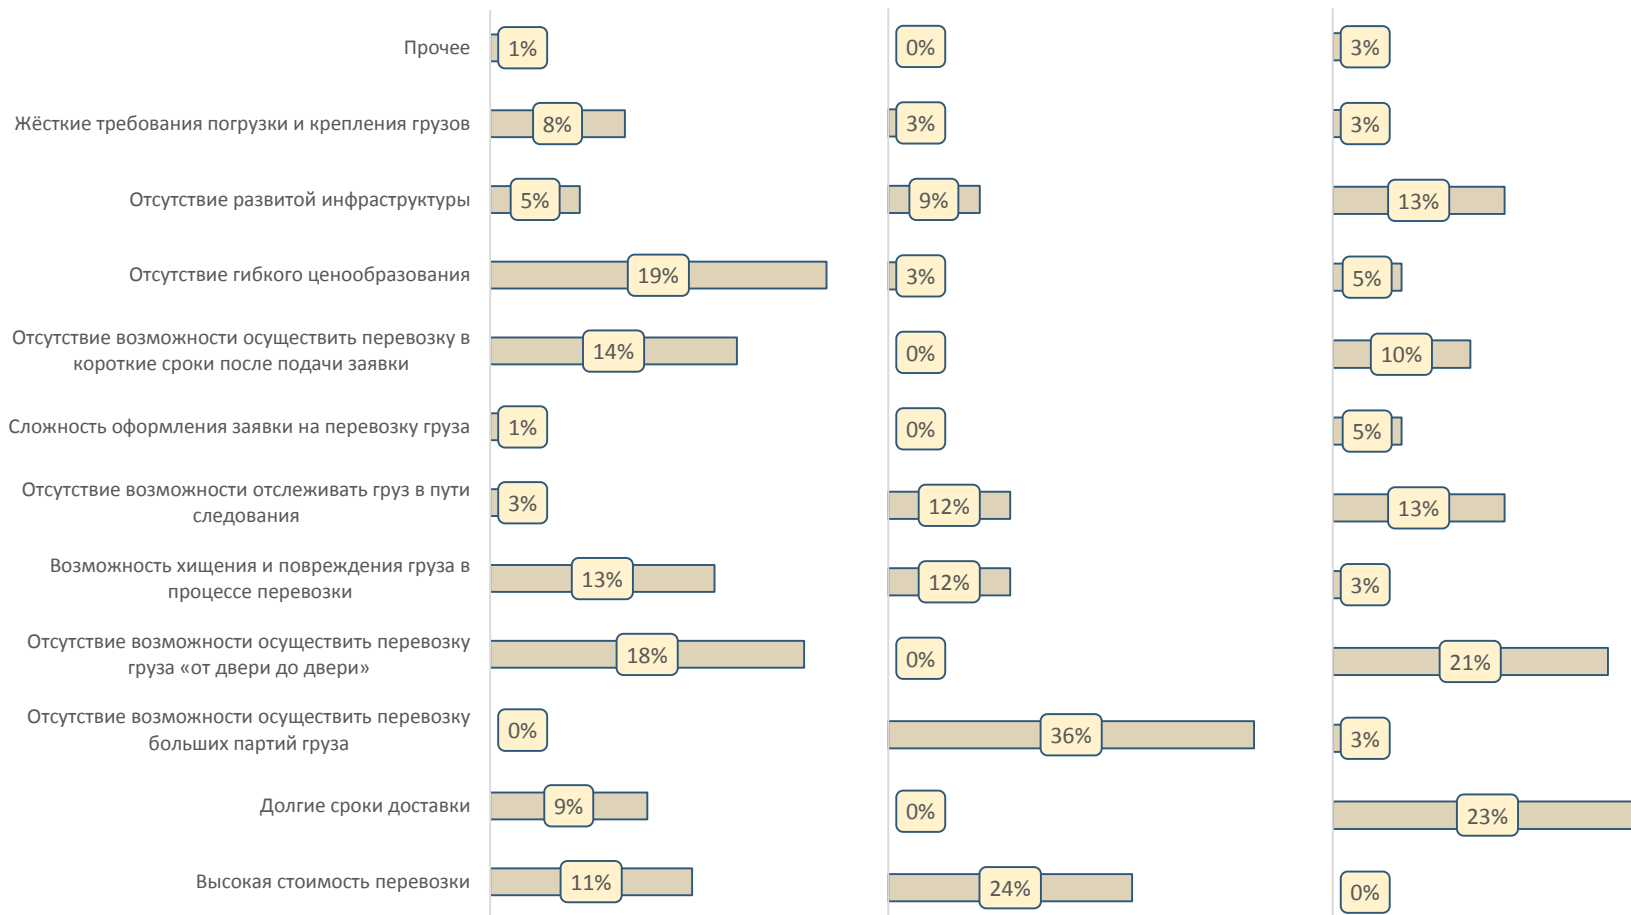 Прочее
1%
0%
3%
Жёсткие требования погрузки и крепления грузов
8%
3%
3%
Отсутствие развитой инфраструктуры
5%
9%
13%
Отсутствие гибкого ценообразования
19%
3%
5%
Отсутствие возможности осуществить перевозку в
короткие сроки после подачи заявки
14%
0%
10%
Сложность оформления заявки на перевозку груза
1%
0%
5%
Отсутствие возможности отслеживать груз в пути
следования
3%
12%
13%
Возможность хищения и повреждения груза в
процессе перевозки
13%
12%
3%
Отсутствие возможности осуществить перевозку
груза «от двери до двери»
18%
0%
21%
Отсутствие возможности осуществить перевозку
больших партий груза
0%
36%
3%
Долгие сроки доставки
9%
0%
23%
Высокая стоимость перевозки
11%
24%
0%